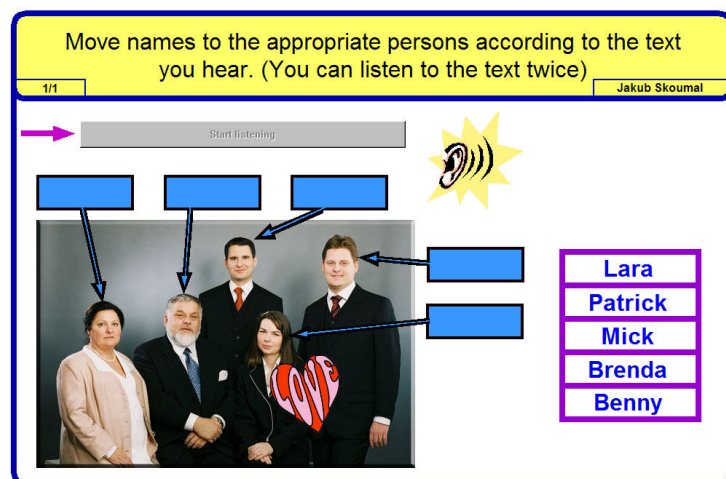 Move names to the appropriate persons according to the text
you hear. (You can listen to the text twice)
1/1
Jakub Skoumal
Start listening
LOVE
Lara
Patrick
Mick
Brenda
Benny